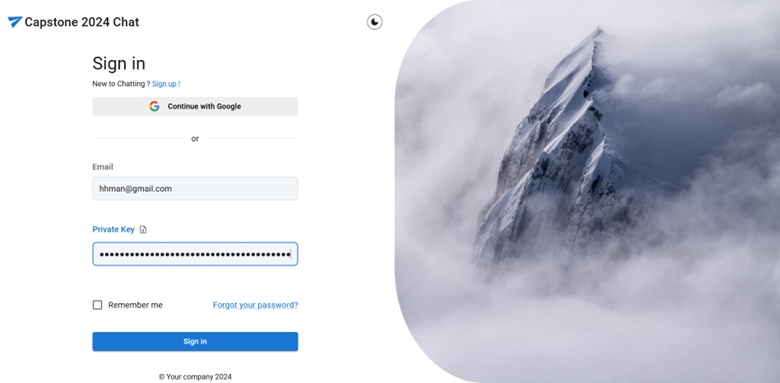 Capstone 2024 Chat
Sign in
New to Chatting ? Sign up !
Continue with Google
or
Email
hhman@gmail.com
Private Key
●●●●●●●●●●●●●●●●●●●●●●●●●●●●●●●●●●●●●
Remember me Forgot your password?
Sign in
© Your company 2024